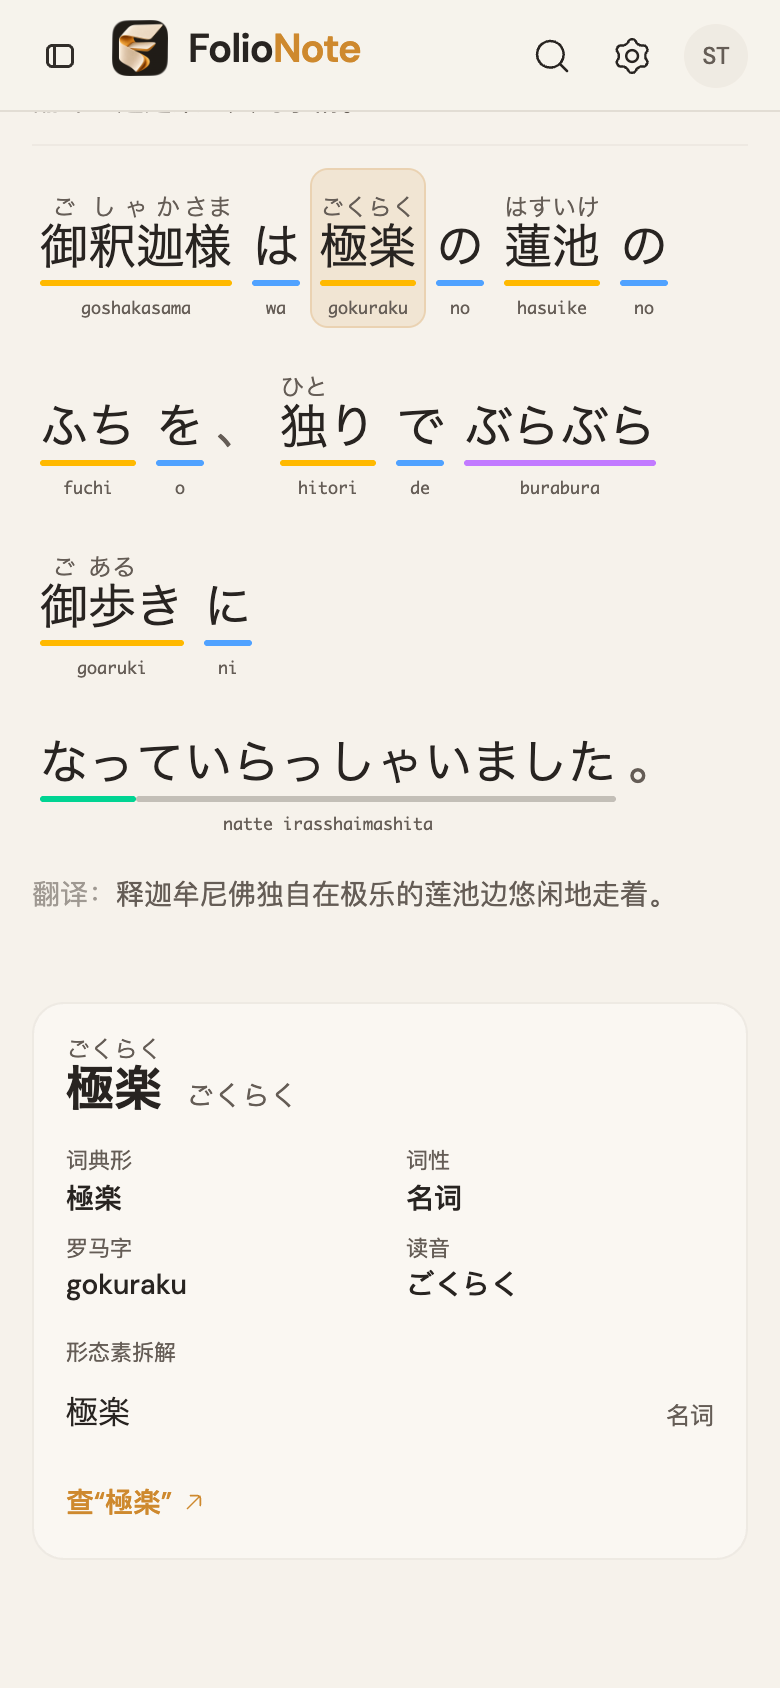 FolioNote
ST
ご しゃ か さま ごくらく はすいけ
御釈迦様 は 極楽 の 蓮池 の
goshakasama wa gokuraku no hasuike no
ひと
ふち を 、 独り で ぶらぶら
fuchi o hitori de burabura
ご ある
御歩き に
goaruki ni
なっていらっしゃいました 。
natte irasshaimashita
翻译： 释迦牟尼佛独自在极乐的莲池边悠闲地走着。
ごくらく
極楽 ごくらく
词典形 词性
極楽 名词
罗马字 读音
gokuraku ごくらく
形态素拆解
極楽 名词
查“極楽” ↗